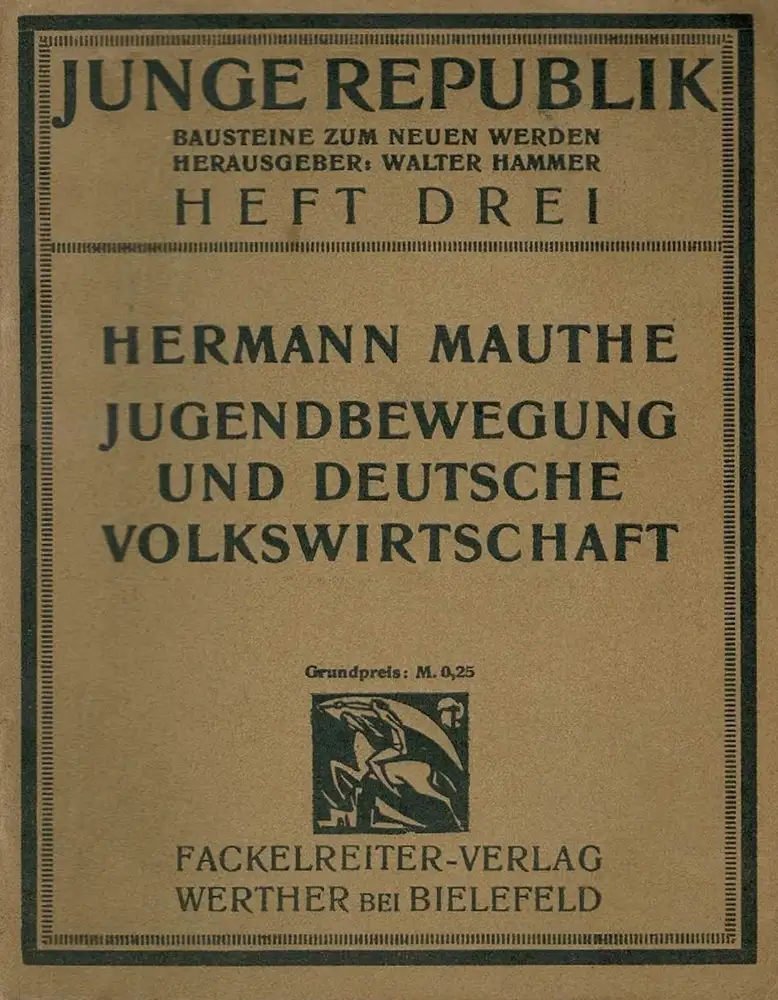 JUNGE REPUBLIK
BAUSTEINE ZUM NEUEN WERDEN
HERAUSGEBER: WALTER HAMMER
HEFT DREI
HERMANN MAUTHE
JUGENDBEWEGUNG
UND DEUTSCHE
VOLKSWIRTSCHAFT
Grundpreis: M. 0,25
FACKELREITER-VERLAG
WERTHER BEI BIELEFELD